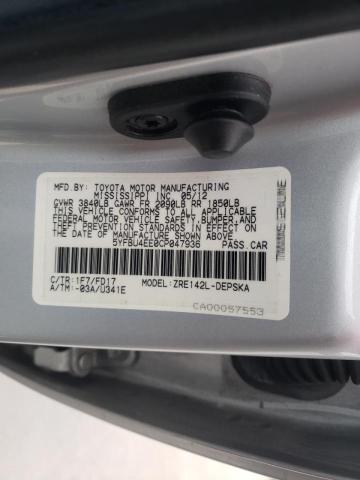 MFD.BY: TOYOTA MOTOR MANUFACTURING
MISSISSIPPI INC 05/12
GVWR 3840LB GAWR FR 2090LB RR 1850LB
THIS VEHICLE CONFORMS TO ALL APPLICABLE
FEDERAL MOTOR VEHICLE SAFETY, BUMPER, AND
THEFT PREVENTION STANDARDS IN EFFECT ON
THE DATE OF MANUFACTURE SHOWN ABOVE.
5YFBU4EE0CP047936 PASS.CAR
C/TR:1F7/FD17 MODEL:ZRE142L-DEPSKA
A/TM:-03A/U341E
CA00057553